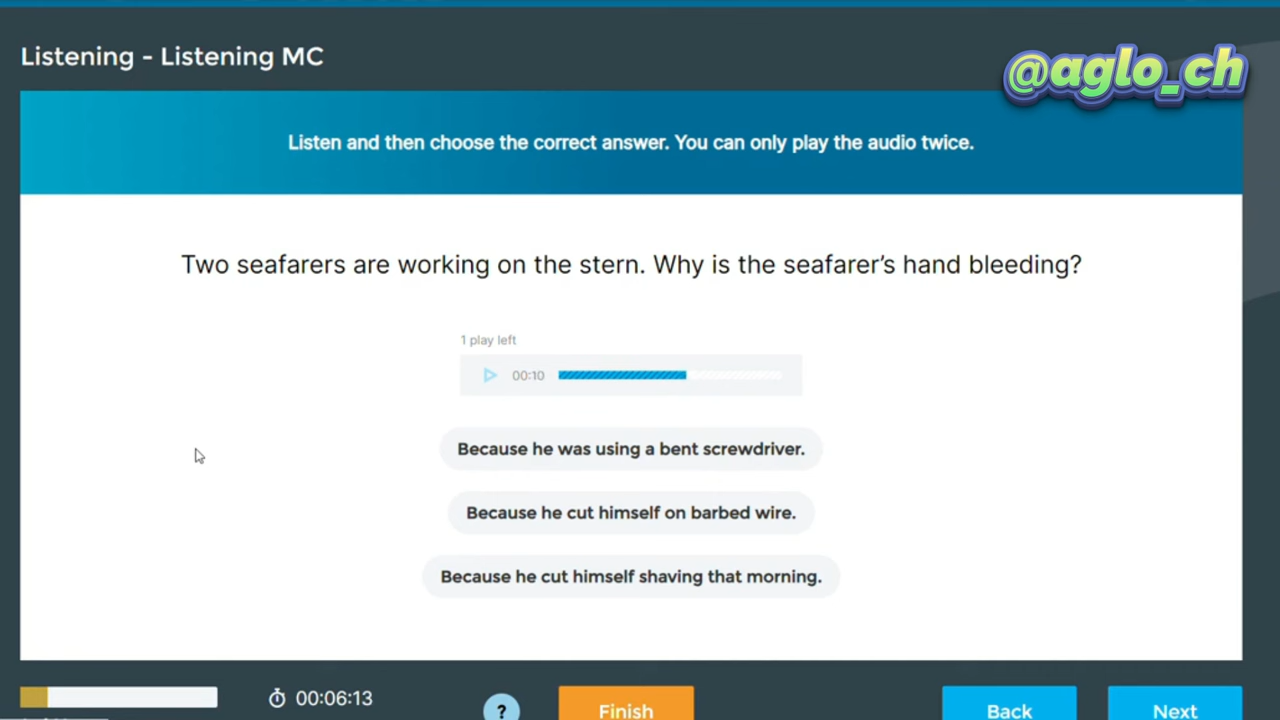 Listening - Listening MC
@aglo_ch
Listen and then choose the correct answer. You can only play the audio twice.
Two seafarers are working on the stern. Why is the seafarer's hand bleeding?
1 play left
00:10
Because he was using a bent screwdriver.
Because he cut himself on barbed wire.
Because he cut himself shaving that morning.
00:06:13
?
Finish
Back
Next